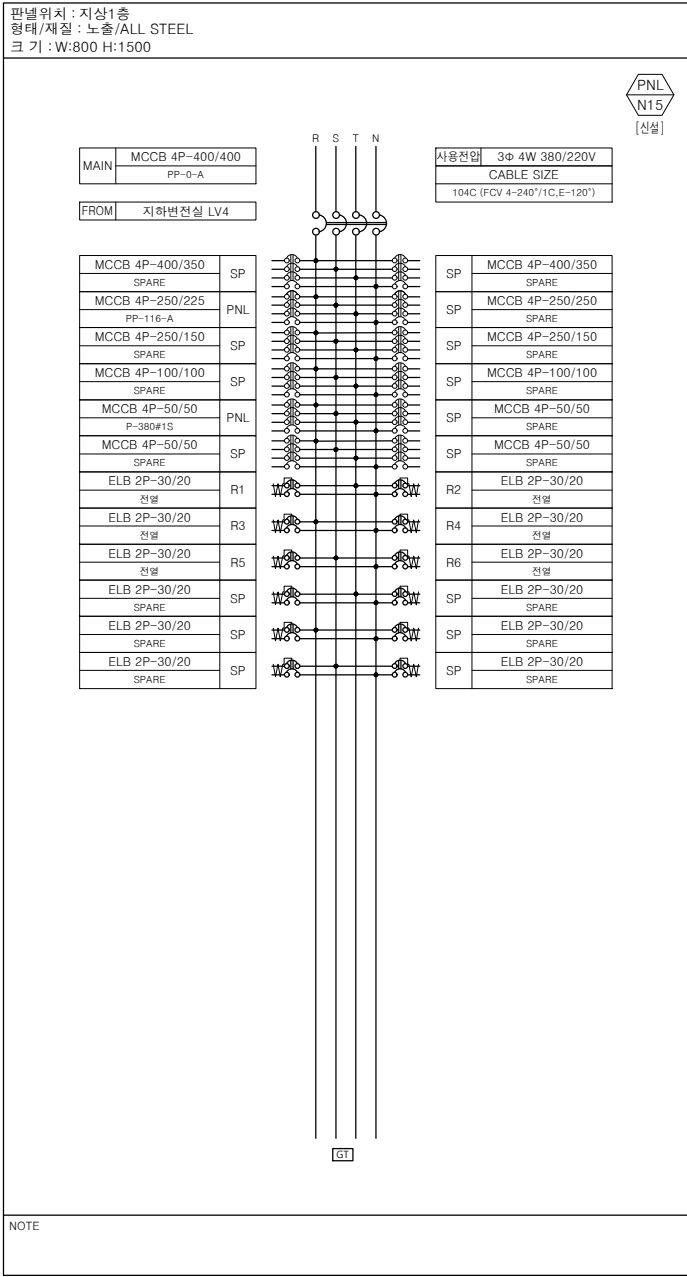 판넬위치 : 지상1층
형태/재질 : 노출/ALL STEEL
크 기 : W:800 H:1500
PNL
N15
[신설]
R S T N
MAIN MCCB 4P-400/400
PP-0-A
사용전압 3Φ 4W 380/220V
CABLE SIZE
104C (FCV 4-240°/1C,E-120°)
FROM 지하변전실 LV4
MCCB 4P-400/350
SP
SPARE
SP
MCCB 4P-400/350
SPARE
MCCB 4P-250/225
PNL
PP-116-A
SP
MCCB 4P-250/250
SPARE
MCCB 4P-250/150
SP
SPARE
SP
MCCB 4P-250/150
SPARE
MCCB 4P-100/100
SP
SPARE
SP
MCCB 4P-100/100
SPARE
MCCB 4P-50/50
PNL
P-380#1S
SP
MCCB 4P-50/50
SPARE
MCCB 4P-50/50
SP
SPARE
SP
MCCB 4P-50/50
SPARE
ELB 2P-30/20
R1
전열
R2
ELB 2P-30/20
전열
ELB 2P-30/20
R3
전열
R4
ELB 2P-30/20
전열
ELB 2P-30/20
R5
전열
R6
ELB 2P-30/20
전열
ELB 2P-30/20
SP
SPARE
SP
ELB 2P-30/20
SPARE
ELB 2P-30/20
SP
SPARE
SP
ELB 2P-30/20
SPARE
ELB 2P-30/20
SP
SPARE
SP
ELB 2P-30/20
SPARE
GT
NOTE